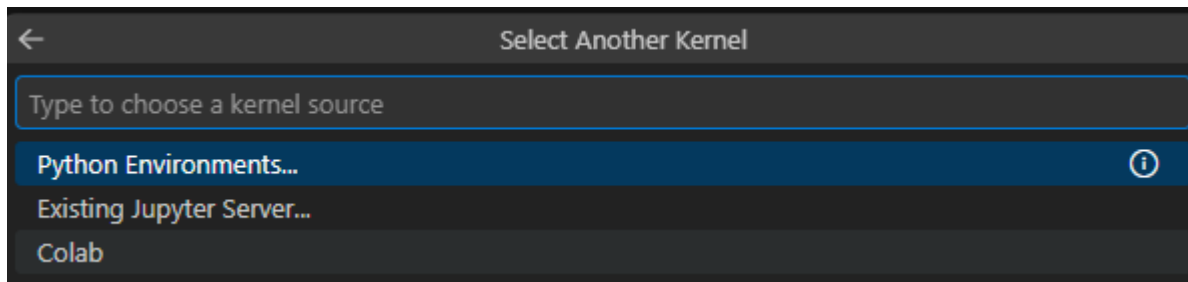 Select Another Kernel
Type to choose a kernel source
Python Environments...
Existing Jupyter Server...
Colab